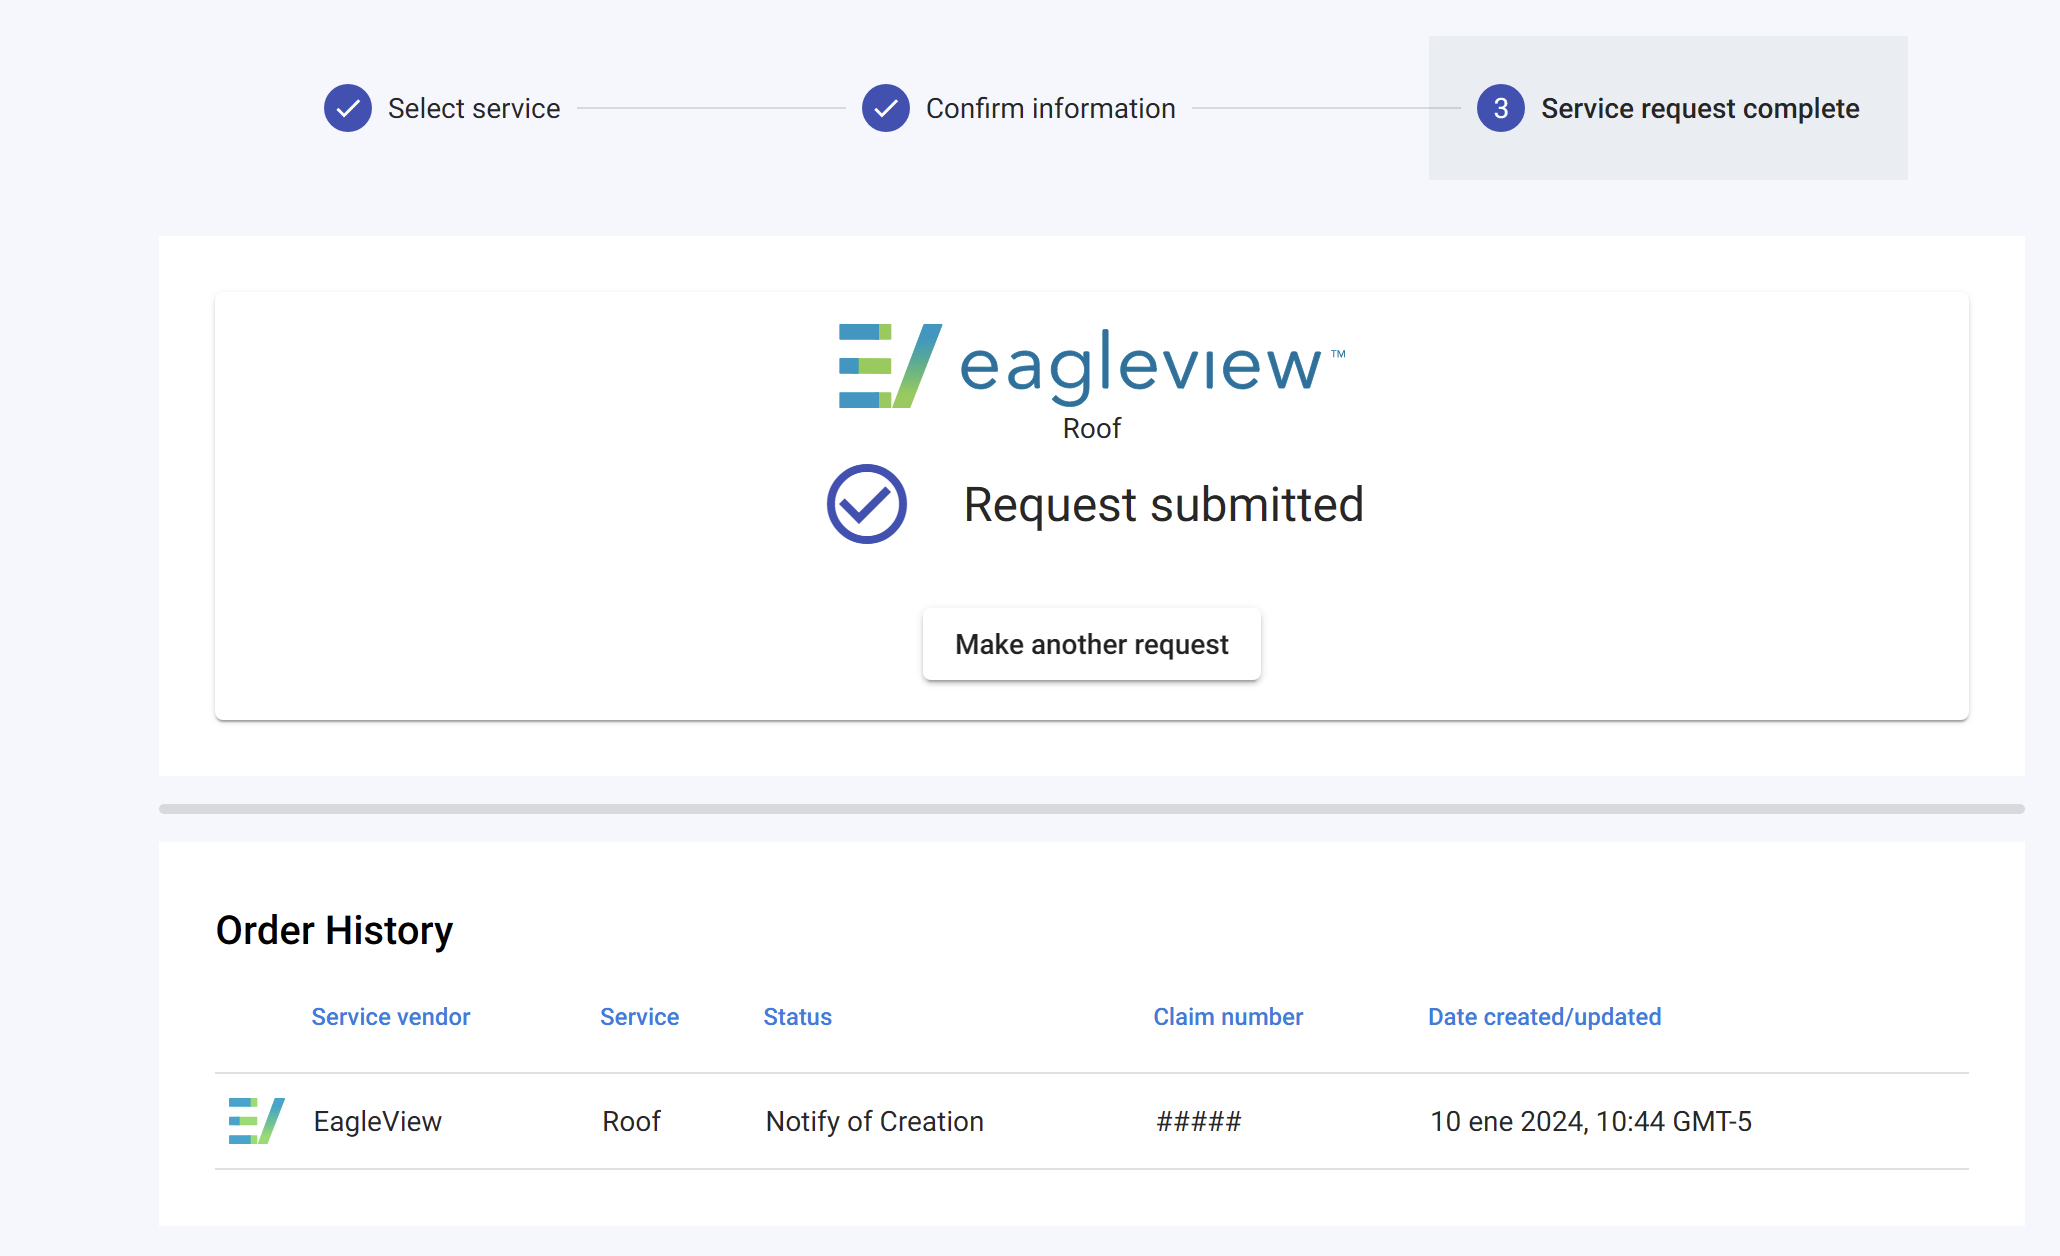 Select service
Confirm information
3 Service request complete
EV eagleview™
Roof
Request submitted
Make another request
Order History
Service vendor Service Status Claim number Date created/updated
EV EagleView Roof Notify of Creation ##### 10 ene 2024, 10:44 GMT-5